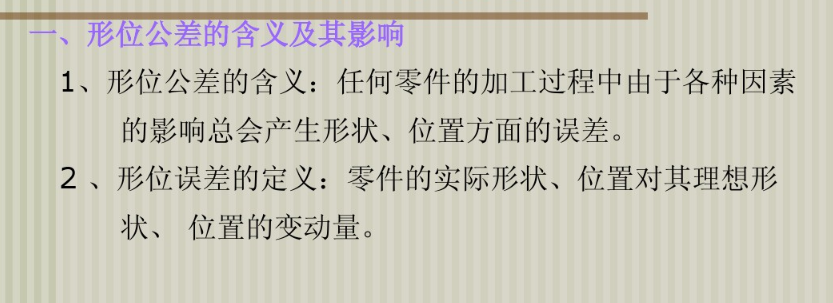 一、形位公差的含义及其影响
1、形位公差的含义：任何零件的加工过程中由于各种因素
的影响总会产生形状、位置方面的误差。
2 、形位误差的定义：零件的实际形状、位置对其理想形
状、 位置的变动量。